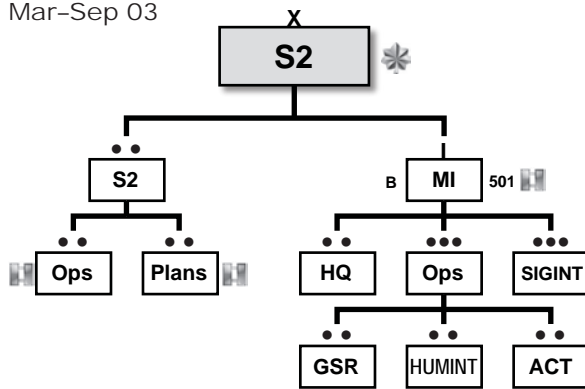 Mar–Sep 03
X
S2
S2
B MI 501
Ops Plans HQ Ops SIGINT
GSR HUMINT ACT